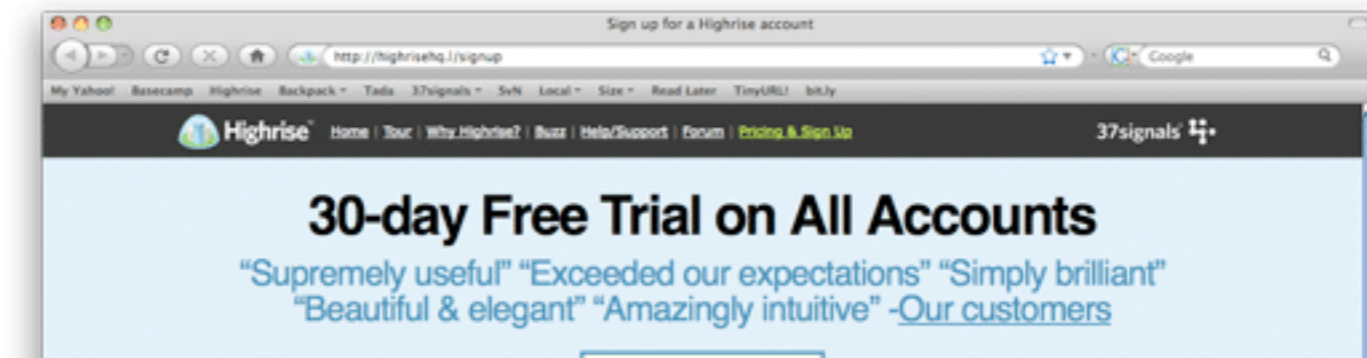 Sign up for a Highrise account
http://highrisehq.l/signup
Google
My Yahoo! Basecamp Highrise Backpack Tada 37signals SvN Local Size Read Later TinyURL! bit.ly
Highrise Home | Tour | Why Highrise? | Buzz | Help/Support | Forum | Pricing & Sign Up 37signals
30-day Free Trial on All Accounts
“Supremely useful” “Exceeded our expectations” “Simply brilliant”
“Beautiful & elegant” “Amazingly intuitive” -Our customers